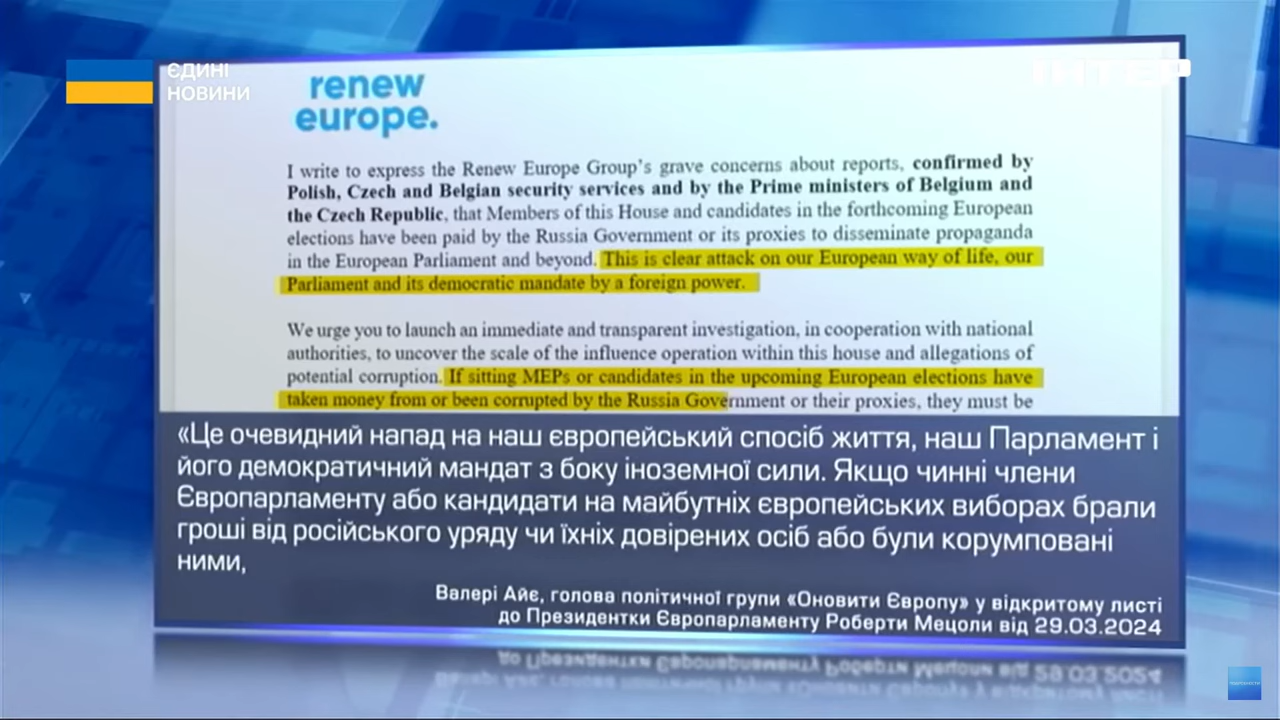 ЄДИНІ
НОВИНИ
ІНТЕР
renew
europe.
I write to express the Renew Europe Group's grave concerns about reports, confirmed by
Polish, Czech and Belgian security services and by the Prime ministers of Belgium and
the Czech Republic, that Members of this House and candidates in the forthcoming European
elections have been paid by the Russia Government or its proxies to disseminate propaganda
in the European Parliament and beyond. This is clear attack on our European way of life, our
Parliament and its democratic mandate by a foreign power.
We urge you to launch an immediate and transparent investigation, in cooperation with national
authorities, to uncover the scale of the influence operation within this house and allegations of
potential corruption. If sitting MEPs or candidates in the upcoming European elections have
taken money from or been corrupted by the Russia Government or their proxies, they must be
«Це очевидний напад на наш європейський спосіб життя, наш Парламент і
його демократичний мандат з боку іноземної сили. Якщо чинні члени
Європарламенту або кандидати на майбутніх європейських виборах брали
гроші від російського уряду чи їхніх довірених осіб або були корумповані
ними,
Валері Айє, голова політичної групи «Оновити Європу» у відкритому листі
до Президентки Європарламенту Роберти Мецоли від 29.03.2024